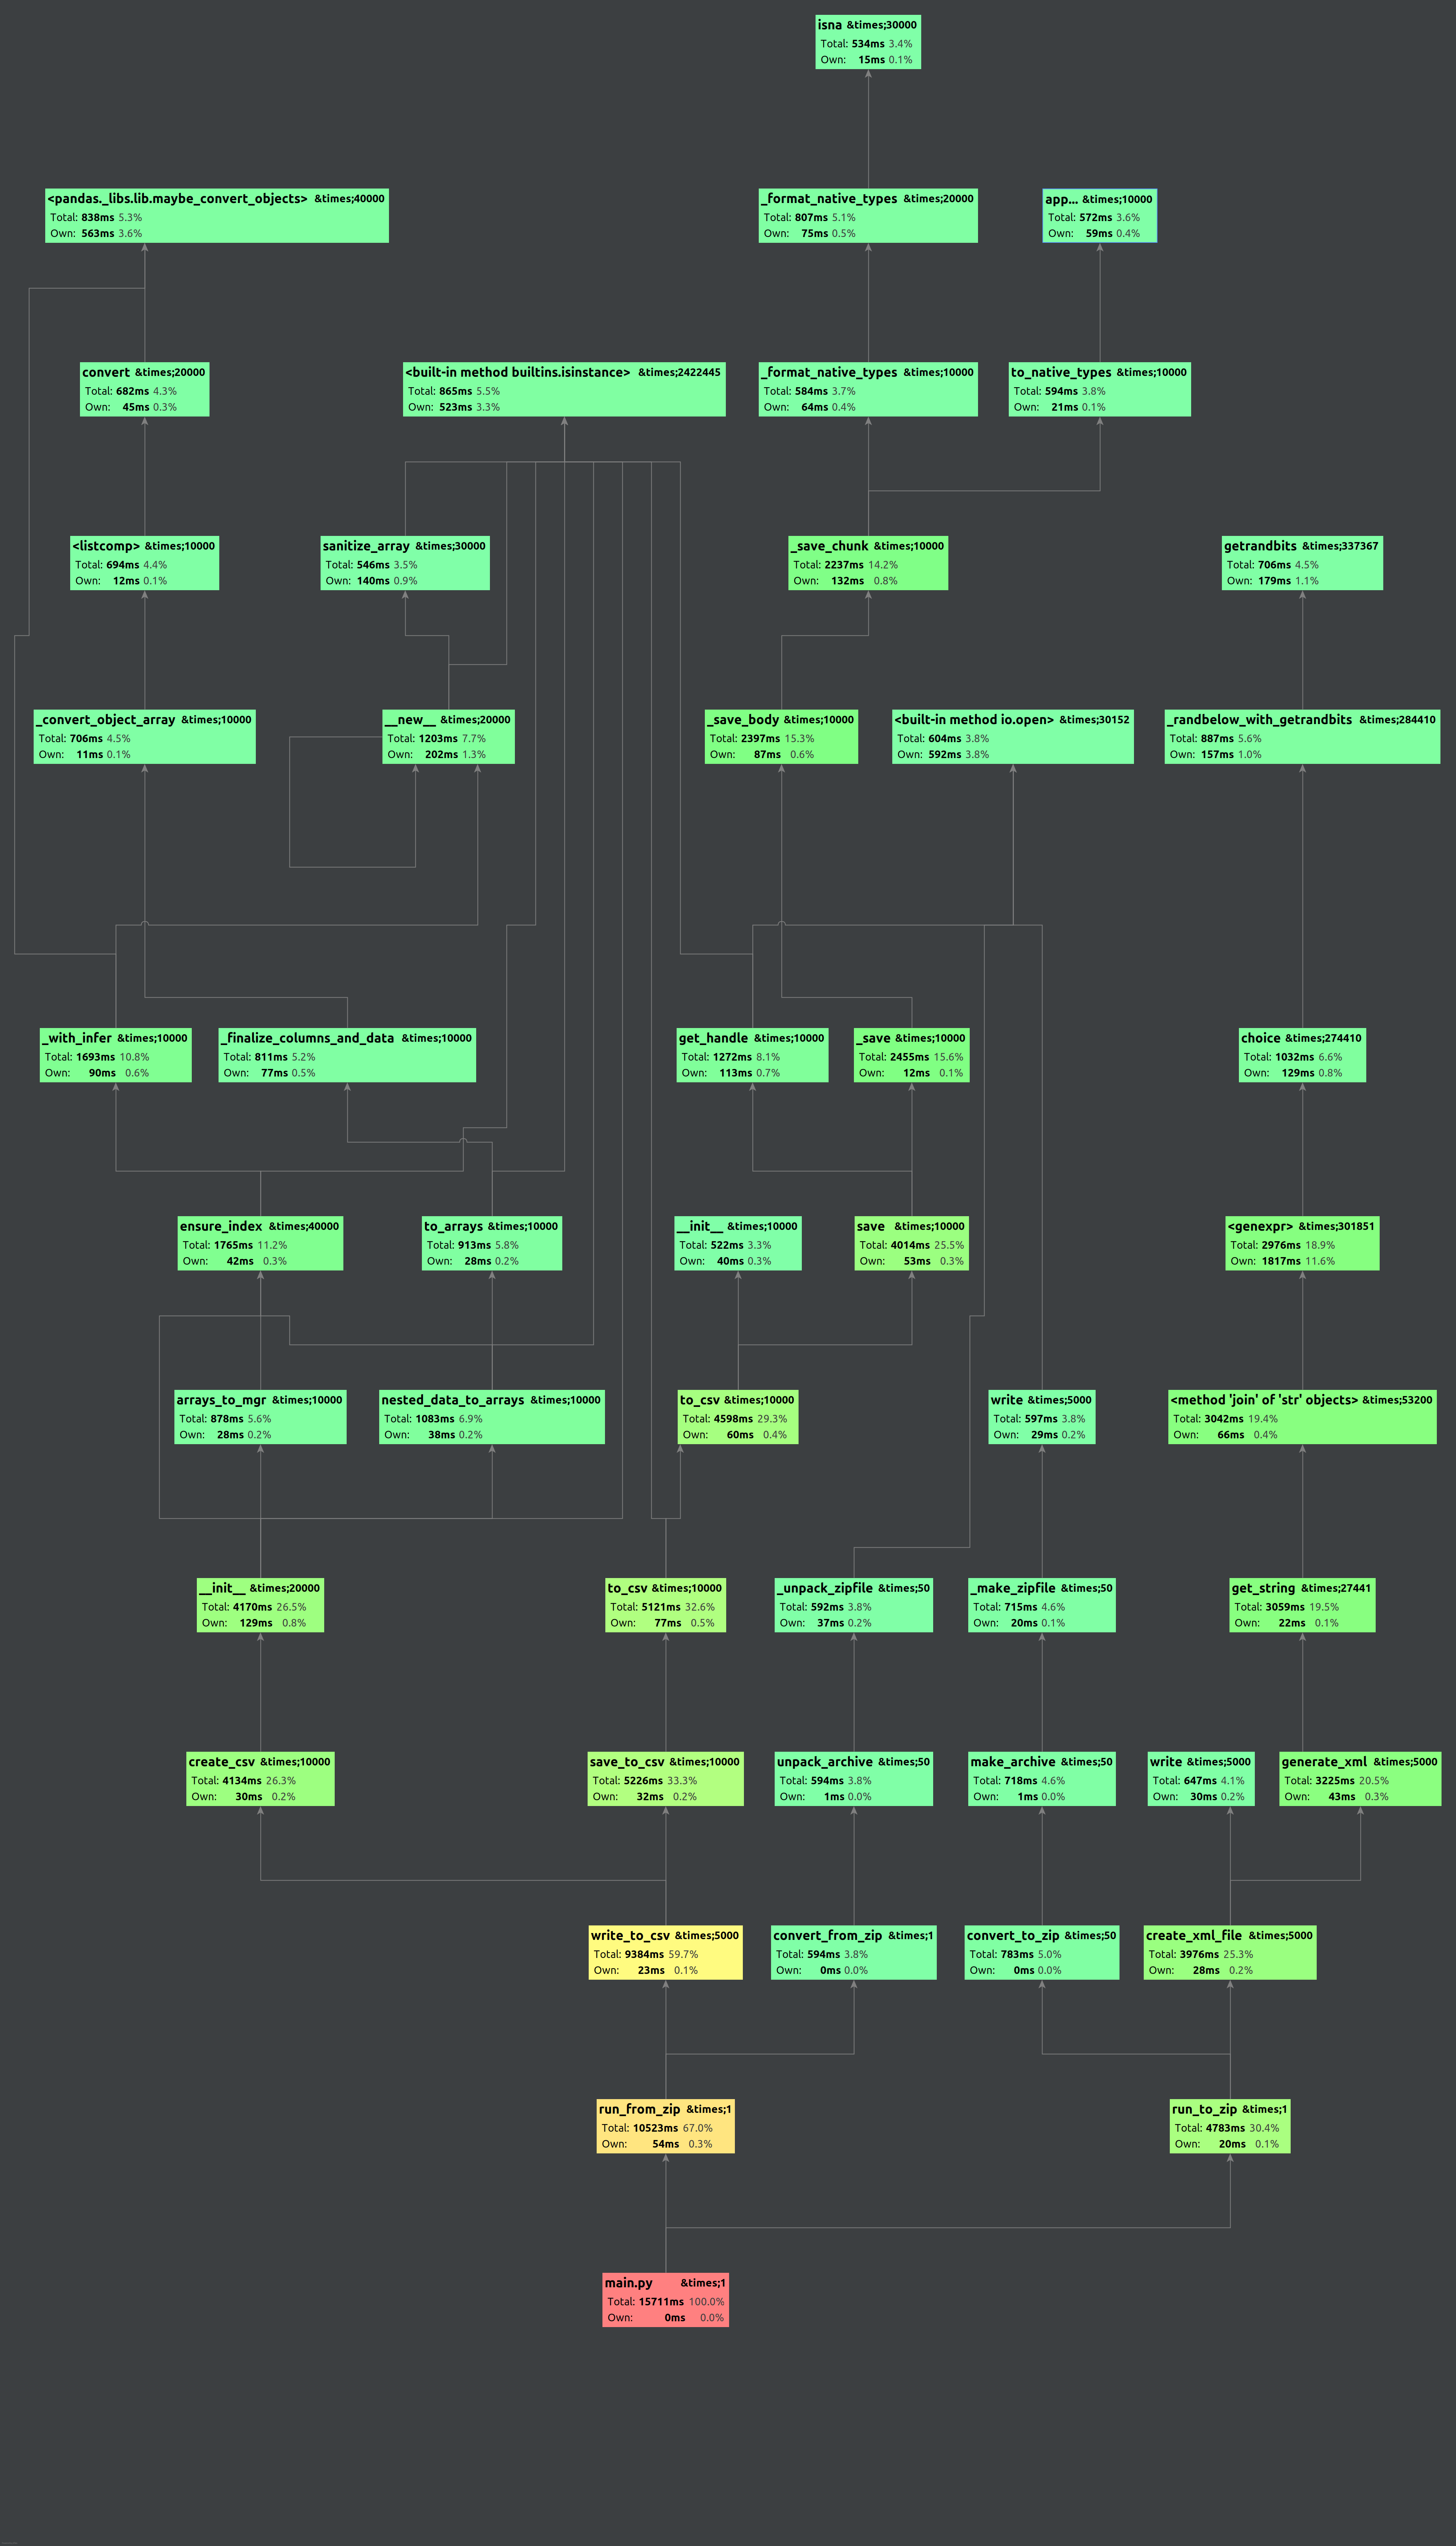 isna &times;30000
Total: 534ms 3.4%
Own: 15ms 0.1%
<pandas._libs.lib.maybe_convert_objects> &times;40000
Total: 838ms 5.3%
Own: 563ms 3.6%
_format_native_types &times;20000
Total: 807ms 5.1%
Own: 75ms 0.5%
app... &times;10000
Total: 572ms 3.6%
Own: 59ms 0.4%
convert &times;20000
Total: 682ms 4.3%
Own: 45ms 0.3%
<built-in method builtins.isinstance> &times;2422445
Total: 865ms 5.5%
Own: 523ms 3.3%
_format_native_types &times;10000
Total: 584ms 3.7%
Own: 64ms 0.4%
to_native_types &times;10000
Total: 594ms 3.8%
Own: 21ms 0.1%
<listcomp> &times;10000
Total: 694ms 4.4%
Own: 12ms 0.1%
sanitize_array &times;30000
Total: 546ms 3.5%
Own: 140ms 0.9%
_save_chunk &times;10000
Total: 2237ms 14.2%
Own: 132ms 0.8%
getrandbits &times;337367
Total: 706ms 4.5%
Own: 179ms 1.1%
_convert_object_array &times;10000
Total: 706ms 4.5%
Own: 11ms 0.1%
__new__ &times;20000
Total: 1203ms 7.7%
Own: 202ms 1.3%
_save_body &times;10000
Total: 2397ms 15.3%
Own: 87ms 0.6%
<built-in method io.open> &times;30152
Total: 604ms 3.8%
Own: 592ms 3.8%
_randbelow_with_getrandbits &times;284410
Total: 887ms 5.6%
Own: 157ms 1.0%
_with_infer &times;10000
Total: 1693ms 10.8%
Own: 90ms 0.6%
_finalize_columns_and_data &times;10000
Total: 811ms 5.2%
Own: 77ms 0.5%
get_handle &times;10000
Total: 1272ms 8.1%
Own: 113ms 0.7%
_save &times;10000
Total: 2455ms 15.6%
Own: 12ms 0.1%
choice &times;274410
Total: 1032ms 6.6%
Own: 129ms 0.8%
ensure_index &times;40000
Total: 1765ms 11.2%
Own: 42ms 0.3%
to_arrays &times;10000
Total: 913ms 5.8%
Own: 28ms 0.2%
__init__ &times;10000
Total: 522ms 3.3%
Own: 40ms 0.3%
save &times;10000
Total: 4014ms 25.5%
Own: 53ms 0.3%
<genexpr> &times;301851
Total: 2976ms 18.9%
Own: 1817ms 11.6%
arrays_to_mgr &times;10000
Total: 878ms 5.6%
Own: 28ms 0.2%
nested_data_to_arrays &times;10000
Total: 1083ms 6.9%
Own: 38ms 0.2%
to_csv &times;10000
Total: 4598ms 29.3%
Own: 60ms 0.4%
write &times;5000
Total: 597ms 3.8%
Own: 29ms 0.2%
<method 'join' of 'str' objects> &times;53200
Total: 3042ms 19.4%
Own: 66ms 0.4%
__init__ &times;20000
Total: 4170ms 26.5%
Own: 129ms 0.8%
to_csv &times;10000
Total: 5121ms 32.6%
Own: 77ms 0.5%
_unpack_zipfile &times;50
Total: 592ms 3.8%
Own: 37ms 0.2%
_make_zipfile &times;50
Total: 715ms 4.6%
Own: 20ms 0.1%
get_string &times;27441
Total: 3059ms 19.5%
Own: 22ms 0.1%
create_csv &times;10000
Total: 4134ms 26.3%
Own: 30ms 0.2%
save_to_csv &times;10000
Total: 5226ms 33.3%
Own: 32ms 0.2%
unpack_archive &times;50
Total: 594ms 3.8%
Own: 1ms 0.0%
make_archive &times;50
Total: 718ms 4.6%
Own: 1ms 0.0%
write &times;5000
Total: 647ms 4.1%
Own: 30ms 0.2%
generate_xml &times;5000
Total: 3225ms 20.5%
Own: 43ms 0.3%
write_to_csv &times;5000
Total: 9384ms 59.7%
Own: 23ms 0.1%
convert_from_zip &times;1
Total: 594ms 3.8%
Own: 0ms 0.0%
convert_to_zip &times;50
Total: 783ms 5.0%
Own: 0ms 0.0%
create_xml_file &times;5000
Total: 3976ms 25.3%
Own: 28ms 0.2%
run_from_zip &times;1
Total: 10523ms 67.0%
Own: 54ms 0.3%
run_to_zip &times;1
Total: 4783ms 30.4%
Own: 20ms 0.1%
main.py &times;1
Total: 15711ms 100.0%
Own: 0ms 0.0%